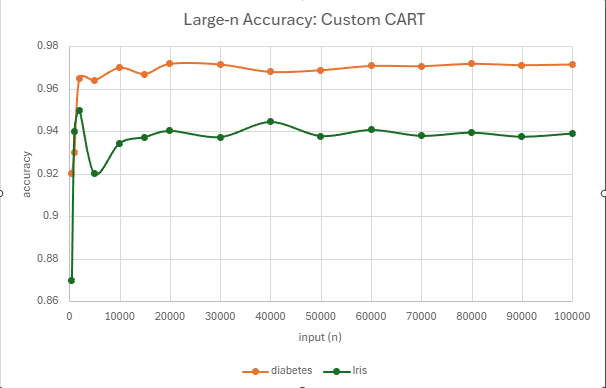 Large-n Accuracy: Custom CART
0.98
0.96
0.94
0.92
0.9
0.88
0.86
accuracy
0 10000 20000 30000 40000 50000 60000 70000 80000 90000 100000
input (n)
diabetes Iris